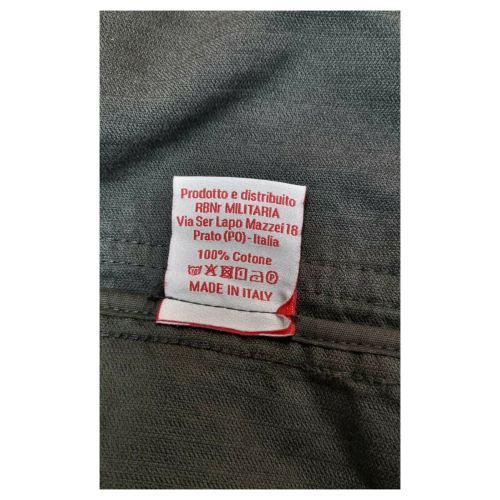 Prodotto e distribuito
RBNr MILITARIA
Via Ser Lapo Mazzei 18
Prato (PO) - Italia
100% Cotone
P
MADE IN ITALY